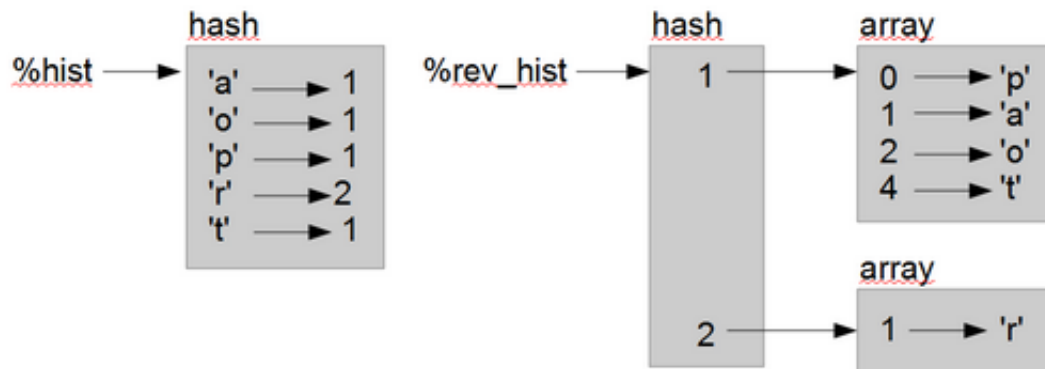 hash
%hist
'a' 1
'o' 1
'p' 1
'r' 2
't' 1
hash
%rev_hist
1
2
array
0 'p'
1 'a'
2 'o'
4 't'
array
1 'r'